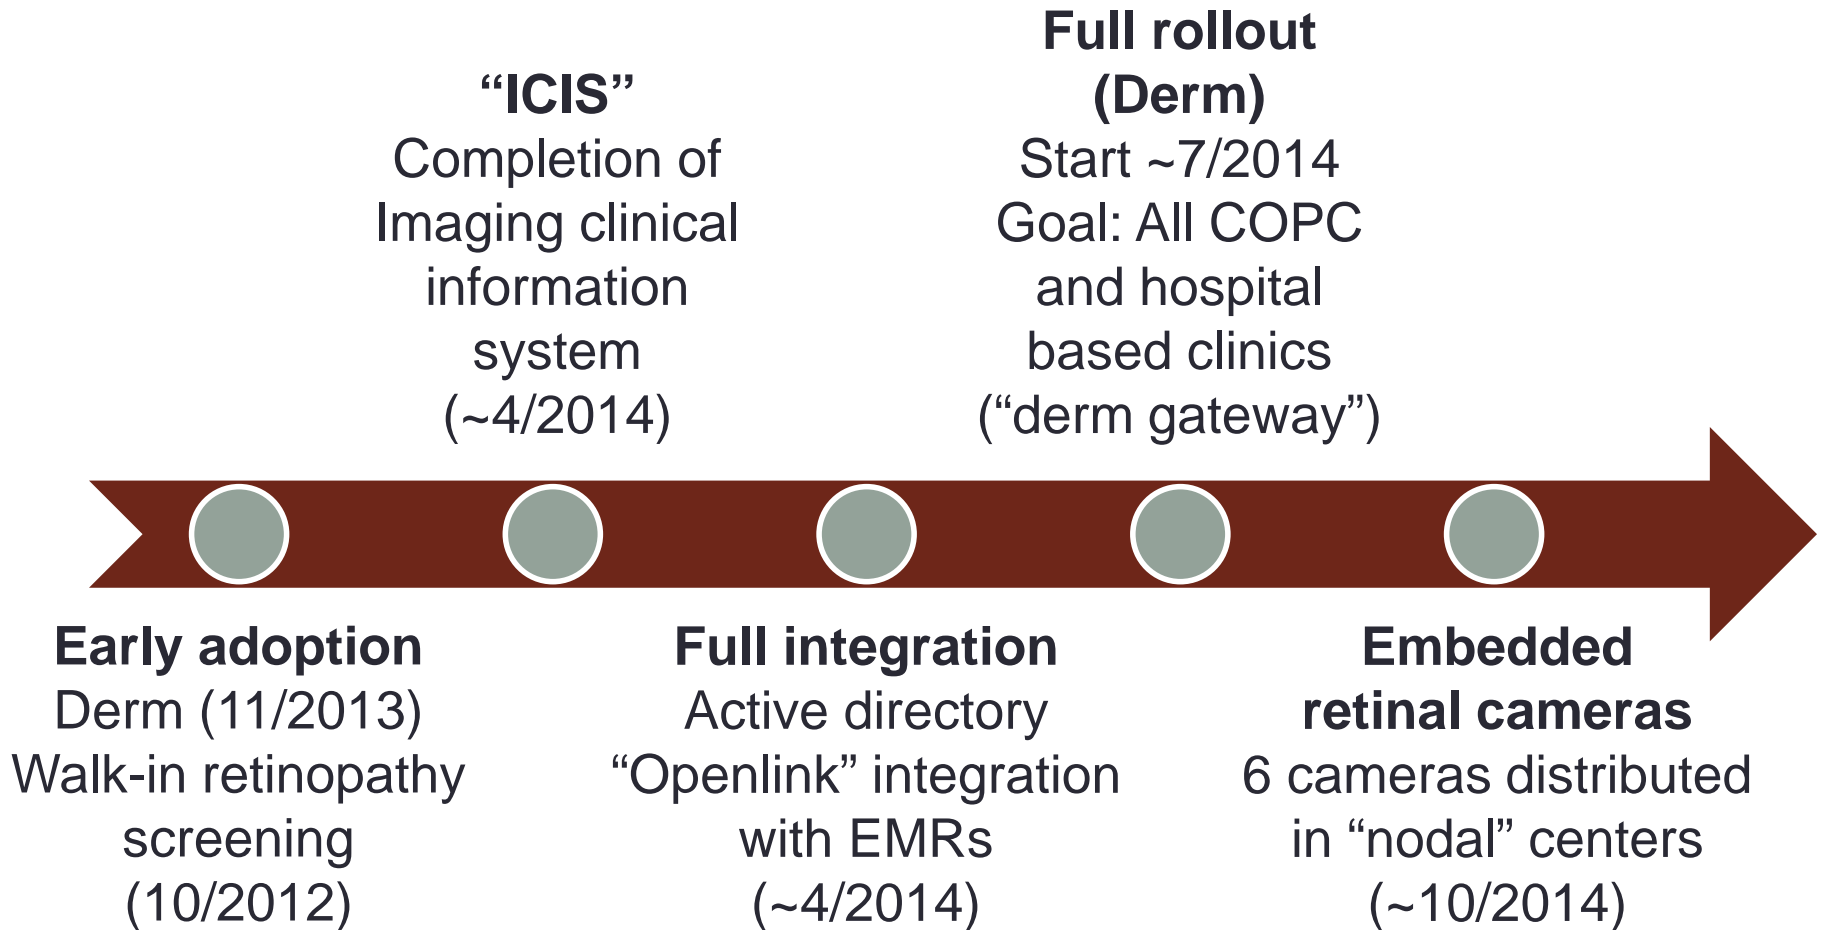 Early adoption
Derm (11/2013)
Walk-in retinopathy
screening
(10/2012)
“ICIS”
Completion of
Imaging clinical
information
system
(~4/2014)
Full integration
Active directory
“Openlink” integration
with EMRs
(~4/2014)
Full rollout
(Derm)
Start ~7/2014
Goal: All COPC
and hospital
based clinics
(“derm gateway”)
Embedded
retinal cameras
6 cameras distributed
in “nodal” centers
(~10/2014)